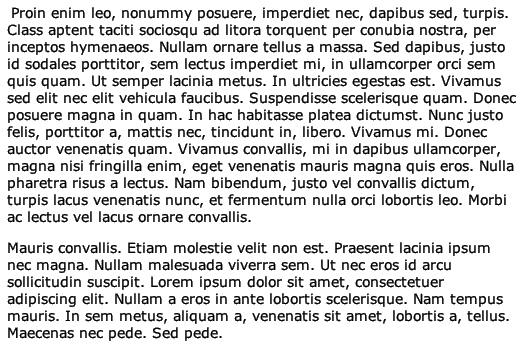 Proin enim leo, nonummy posuere, imperdiet nec, dapibus sed, turpis.
Class aptent taciti sociosqu ad litora torquent per conubia nostra, per
inceptos hymenaeos. Nullam ornare tellus a massa. Sed dapibus, justo
id sodales porttitor, sem lectus imperdiet mi, in ullamcorper orci sem
quis quam. Ut semper lacinia metus. In ultricies egestas est. Vivamus
sed elit nec elit vehicula faucibus. Suspendisse scelerisque quam. Donec
posuere magna in quam. In hac habitasse platea dictumst. Nunc justo
felis, porttitor a, mattis nec, tincidunt in, libero. Vivamus mi. Donec
auctor venenatis quam. Vivamus convallis, mi in dapibus ullamcorper,
magna nisi fringilla enim, eget venenatis mauris magna quis eros. Nulla
pharetra risus a lectus. Nam bibendum, justo vel convallis dictum,
turpis lacus venenatis nunc, et fermentum nulla orci lobortis leo. Morbi
ac lectus vel lacus ornare convallis.
Mauris convallis. Etiam molestie velit non est. Praesent lacinia ipsum
nec magna. Nullam malesuada viverra sem. Ut nec eros id arcu
sollicitudin suscipit. Lorem ipsum dolor sit amet, consectetuer
adipiscing elit. Nullam a eros in ante lobortis scelerisque. Nam tempus
mauris. In sem metus, aliquam a, venenatis sit amet, lobortis a, tellus.
Maecenas nec pede. Sed pede.